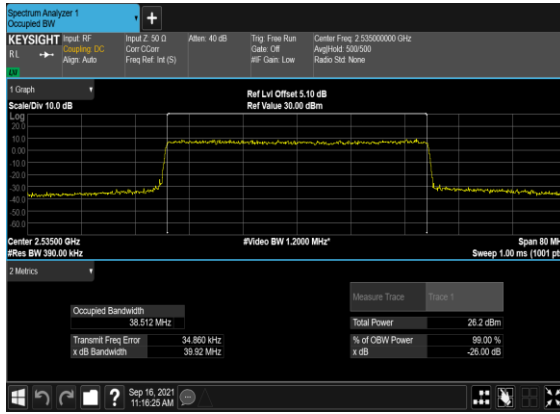 Spectrum Analyzer 1
Occupied BW
+
KEYSIGHT
RL
Input: RF
Coupling: DC
Align: Auto
Input Z: 50 Ω
Corr CCorr
Freq Ref: Int (S)
Atten: 40 dB
Trig: Free Run
Gate: Off
#IF Gain: Low
Center Freq: 2.535000000 GHz
Avg|Hold: 500/500
Radio Std: None
1 Graph
Scale/Div 10.0 dB
Ref Lvl Offset 5.10 dB
Ref Value 30.00 dBm
Log
20.0
10.0
0.00
-10.0
-20.0
-30.0
-40.0
-50.0
-60.0
Center 2.53500 GHz
#Res BW 390.00 kHz
#Video BW 1.2000 MHz*
Span 80 MH
Sweep 1.00 ms (1001 pt
2 Metrics
Measure Trace Trace 1
Occupied Bandwidth
38.512 MHz
Total Power 26.2 dBm
Transmit Freq Error 34.860 kHz
% of OBW Power 99.00 %
x dB Bandwidth 39.92 MHz
x dB -26.00 dB
?
Sep 16, 2021
11:16:25 AM